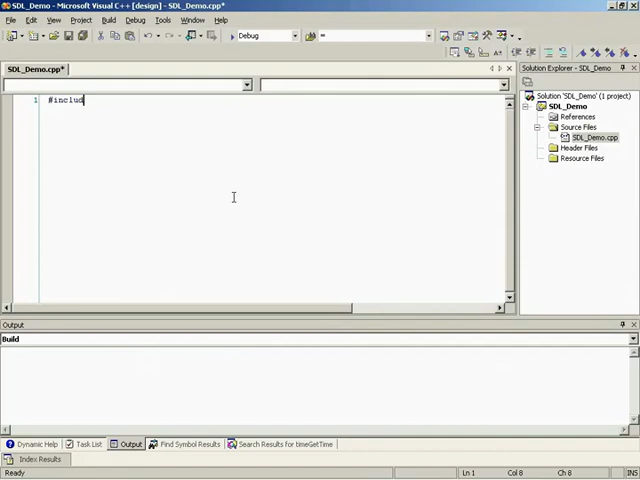 SDL_Demo - Microsoft Visual C++ [design] - SDL_Demo.cpp*
File Edit View Project Build Debug Tools Window Help
Debug =
SDL_Demo.cpp*
Solution Explorer - SDL_Demo
1 #includ
Solution 'SDL_Demo' (1 project)
SDL_Demo
References
Source Files
SDL_Demo.cpp
Header Files
Resource Files
Output
Build
Dynamic Help Task List Output Find Symbol Results Search Results for timeGetTime
Index Results
Ready Ln 1 Col 8 Ch 8 INS